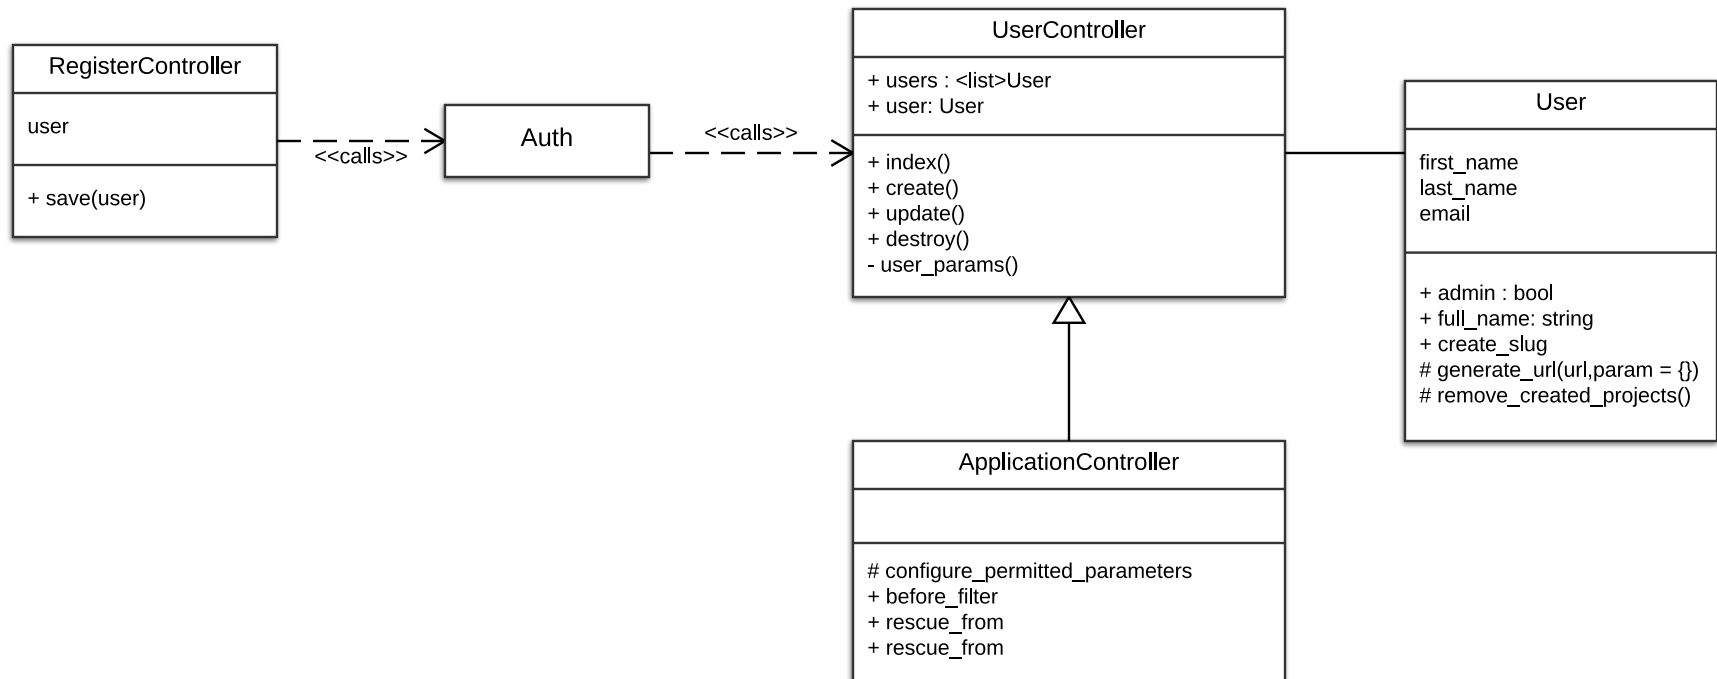 RegisterController
user
+ save(user)
<<calls>>
Auth
<<calls>>
UserController
+ users : <list>User
+ user: User
+ index()
+ create()
+ update()
+ destroy()
- user_params()
User
first_name
last_name
email
+ admin : bool
+ full_name: string
+ create_slug
# generate_url(url,param = {})
# remove_created_projects()
ApplicationController
# configure_permitted_parameters
+ before_filter
+ rescue_from
+ rescue_from